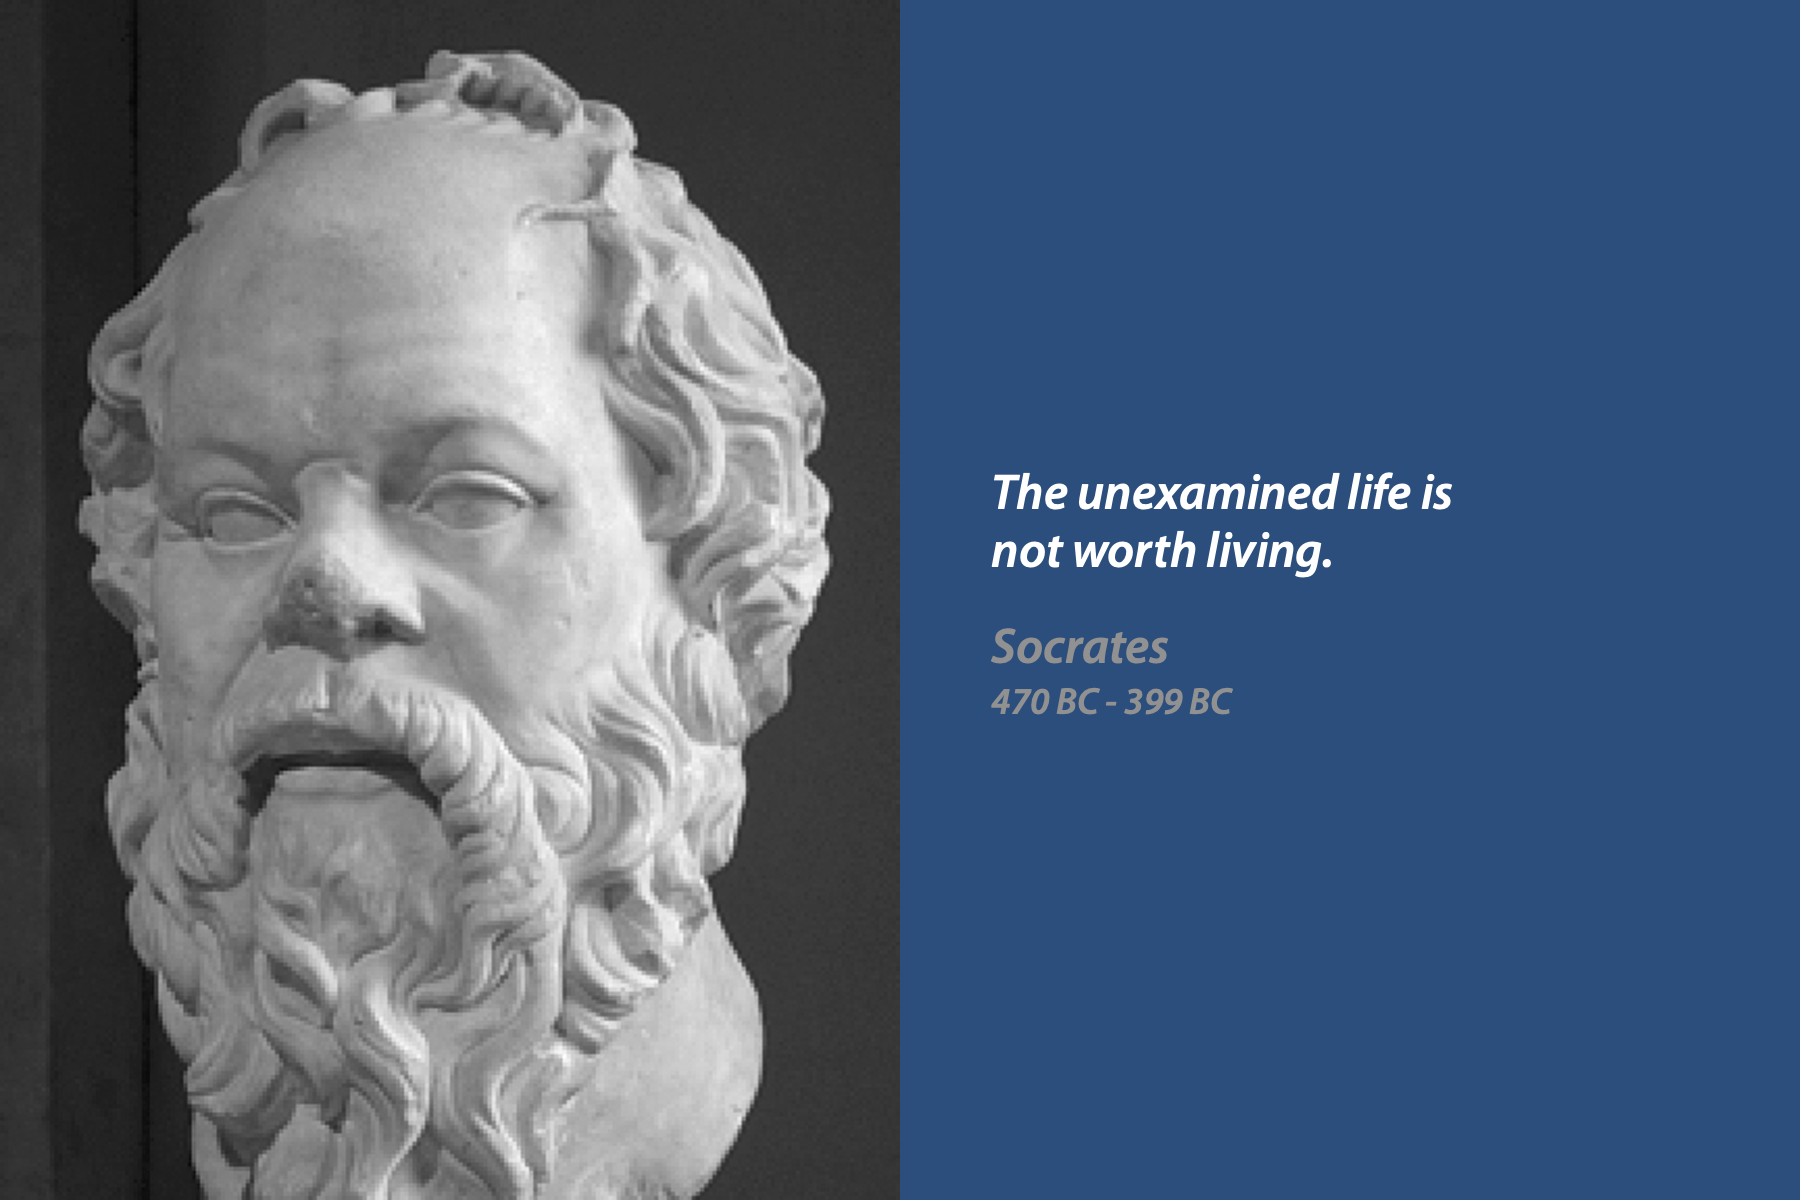 The unexamined life is
not worth living.
Socrates
470 BC - 399 BC